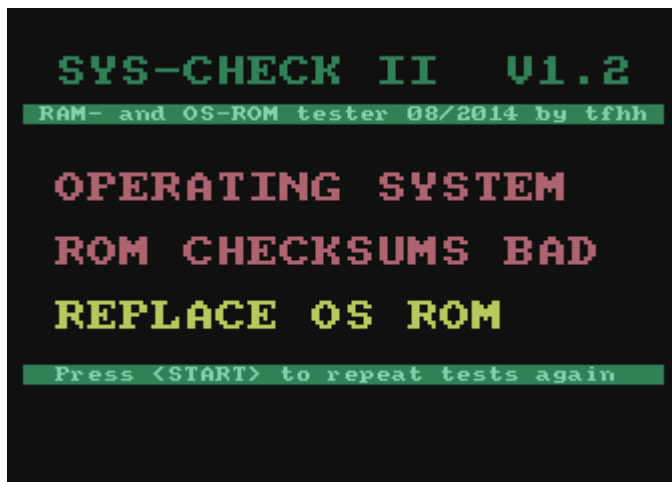 SYS-CHECK II V1.2
RAM- and OS-ROM tester 08/2014 by tfhh
OPERATING SYSTEM
ROM CHECKSUMS BAD
REPLACE OS ROM
Press <START> to repeat tests again